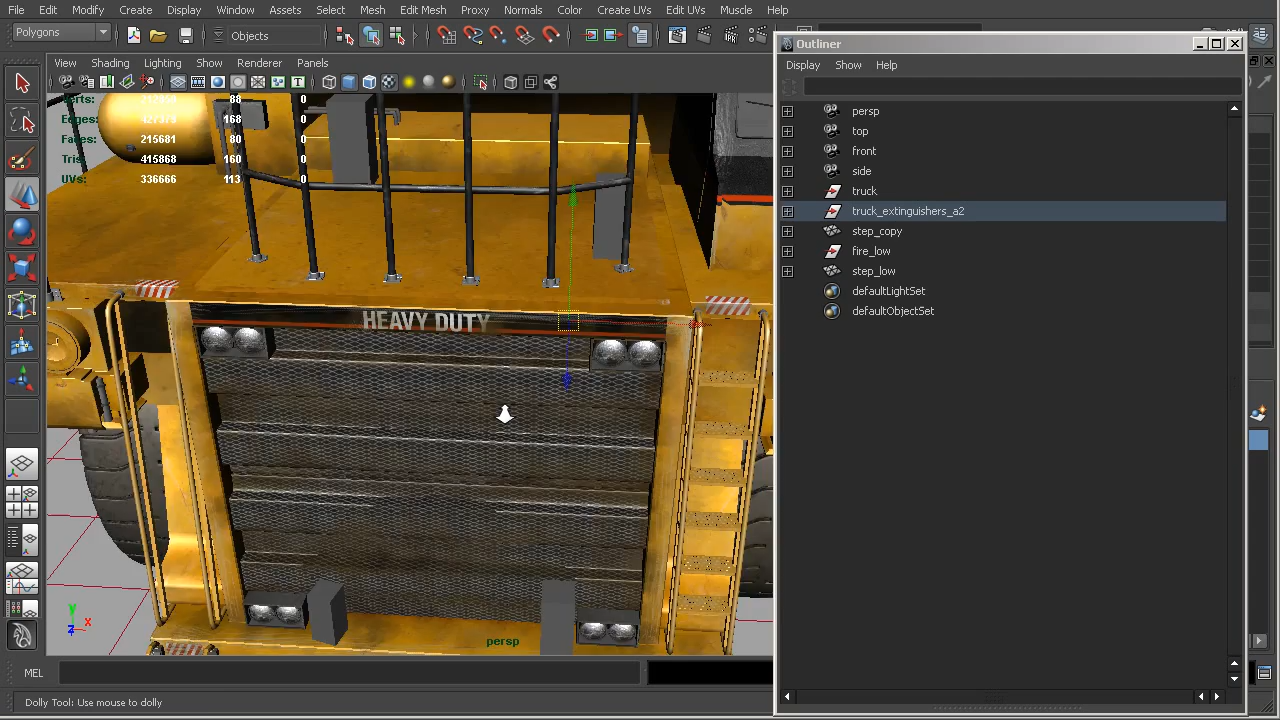 File Edit Modify Create Display Window Assets Select Mesh Edit Mesh Proxy Normals Color Create UVs Edit UVs Muscle Help
Polygons
Objects
Outliner
View
Lighting Show Renderer Panels
Display Show Help
88 0
168 0
Faces: 215681 80 0
Tris: 415868 160 0
UVs: 336666 113 0
persp
top
front
side
truck
truck_extinguishers_a2
step_copy
fire_low
step_low
defaultLightSet
defaultObjectSet
HEAVY DUTY
y
x
z
persp
MEL
Dolly Tool: Use mouse to dolly